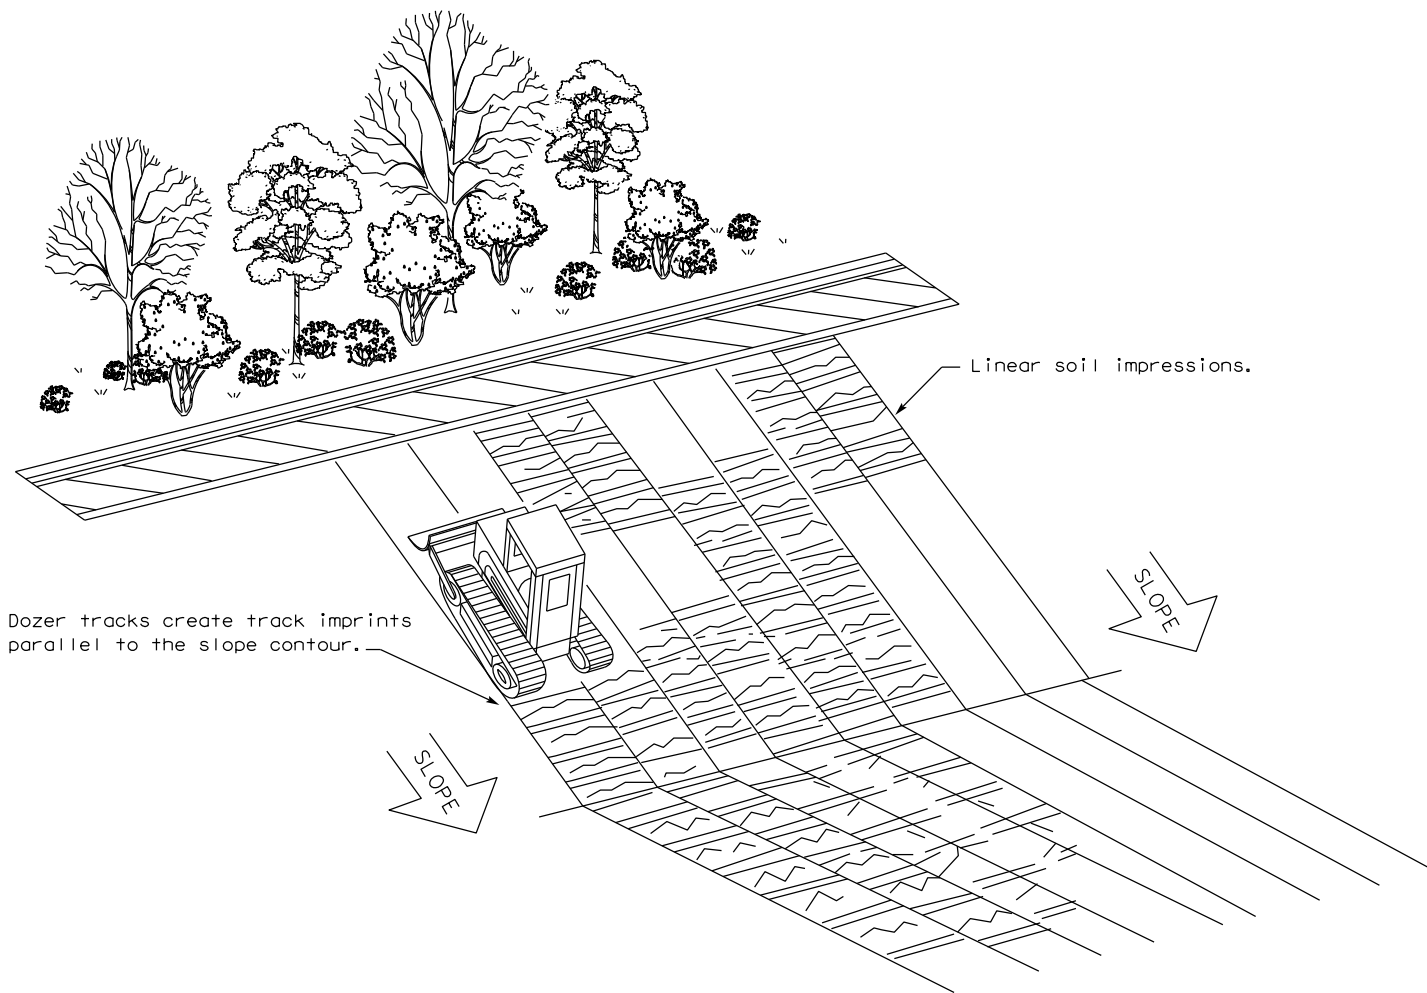 Linear soil impressions.
SLOPE
Dozer tracks create track imprints
parallel to the slope contour.
SLOPE